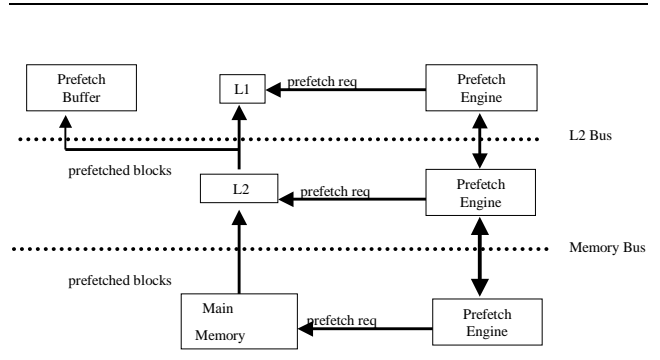 Prefetch
Buffer
L1
prefetch req
Prefetch
Engine
L2 Bus
prefetched blocks
L2
prefetch req
Prefetch
Engine
Memory Bus
prefetched blocks
Main
Memory
prefetch req
Prefetch
Engine